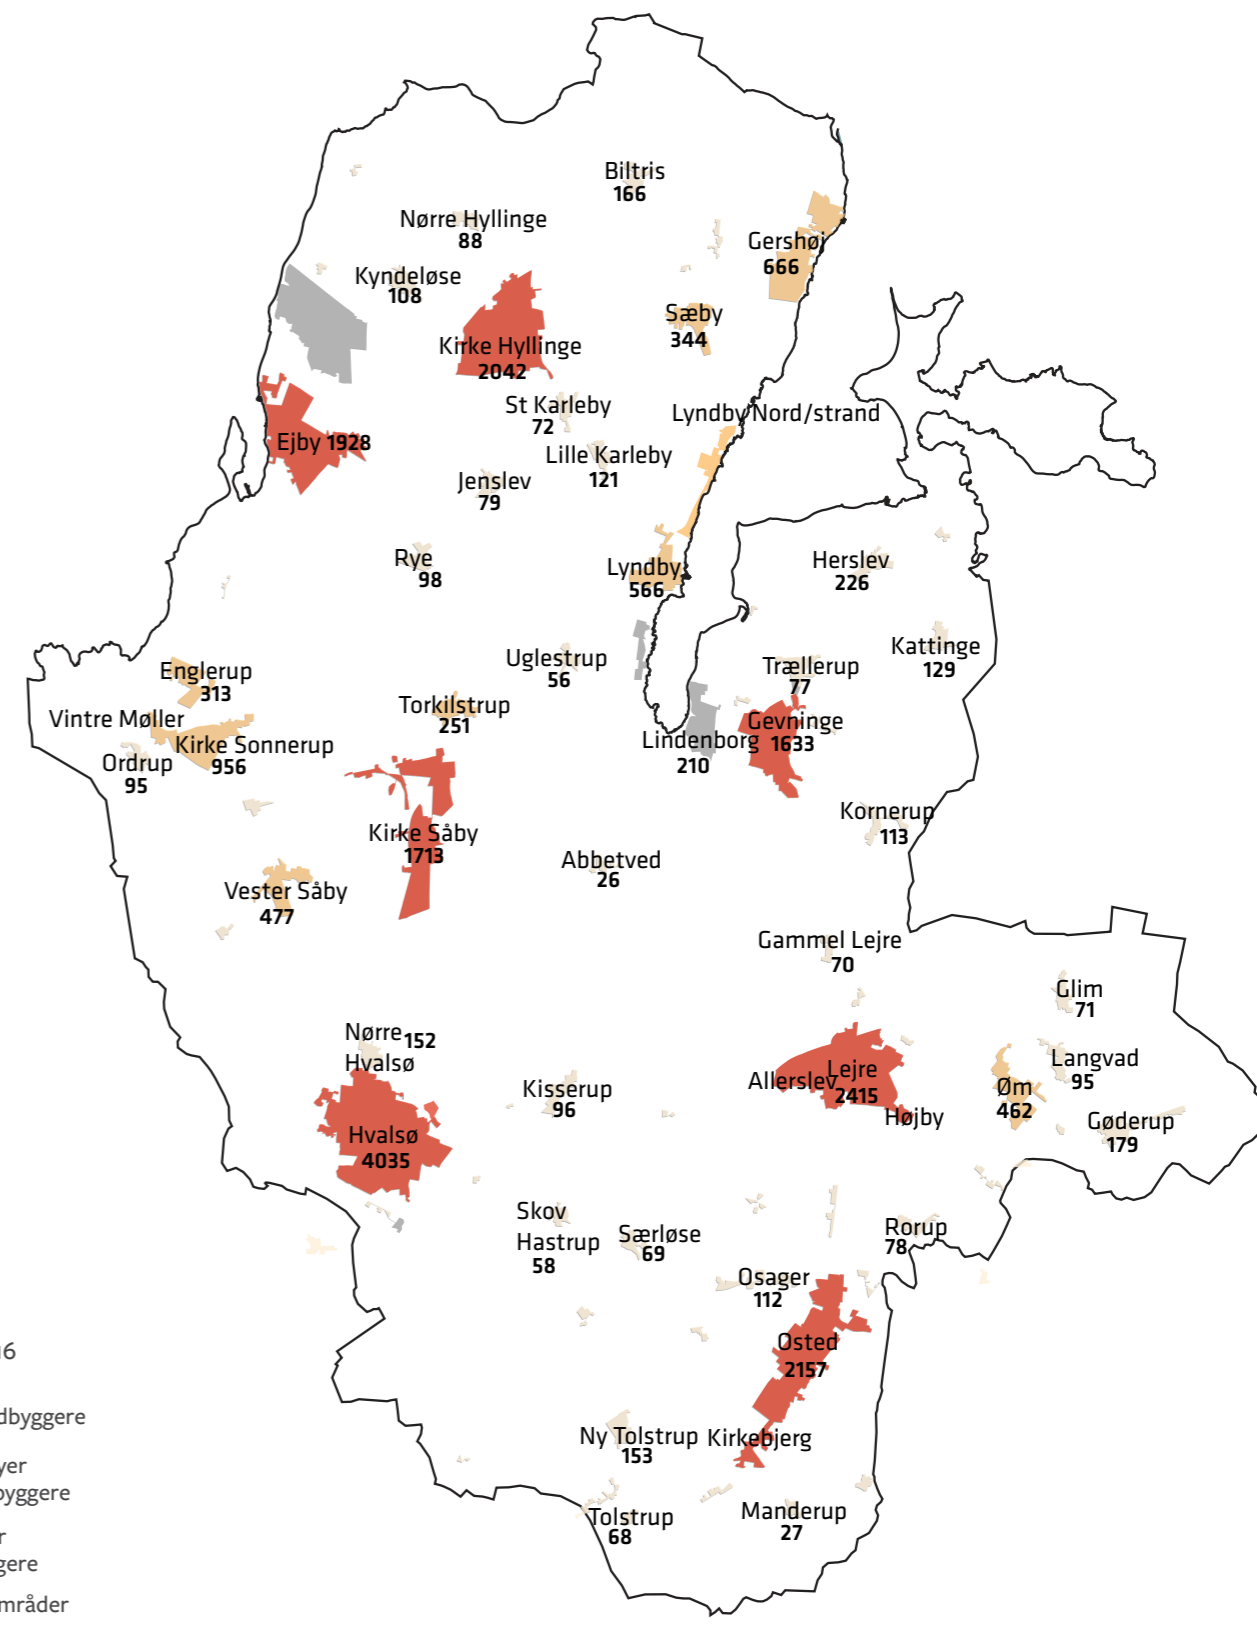 Biltris
166
Nørre Hyllinge
88
Gershøj
666
Kyndeløse
108
Sæby
344
Kirke Hyllinge
2042
St Karleby
72
Lyndby Nord/strand
Ejby 1928
Lille Karleby
121
Jenslev
79
Rye
98
Lyndby
566
Herslev
226
Kattinge
129
Uglestrup
56
Trællerup
77
Englerup
313
Torkilstrup
251
Vintre Møller
Kirke Sonnerup
956
Ordrup
95
Gevninge
1633
Lindenborg
210
Kirke Såby
1713
Kornerup
113
Abbetved
26
Vester Såby
477
Gammel Lejre
70
Glim
71
Nørre 152
Hvalsø
Langvad
95
Lejre
2415
Allerslev
Højby
Øm
462
Kisserup
96
Gøderup
179
Hvalsø
4035
Skov
Hastrup
58
Særløse
69
Rorup
78
Osager
112
Osted
2157
Ny Tolstrup
153
Kirkebjerg
Tolstrup
68
Manderup
27
16
dbyggere
yer
byggere
r
gere
mråder